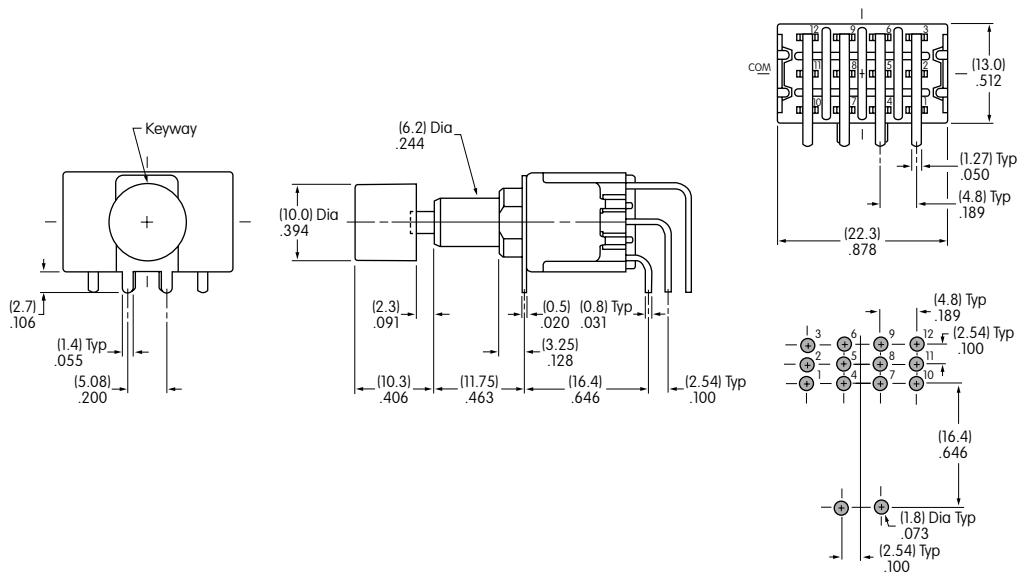 Keyway
(2.7)
.106
(1.4) Typ
.055
(5.08)
.200
(6.2) Dia
.244
(10.0) Dia
.394
(2.3)
.091
(0.5)
.020
(0.8) Typ
.031
(3.25)
.128
(10.3)
.406
(11.75)
.463
(16.4)
.646
(2.54) Typ
.100
12 9 6 3
COM 11 8 5 2
10 7 4 1
(13.0)
.512
(1.27) Typ
.050
(4.8) Typ
.189
(22.3)
.878
(4.8) Typ
.189
(2.54) Typ
.100
3 6 9 12
2 5 8 11
1 4 7 10
(16.4)
.646
(1.8) Dia Typ
.073
(2.54) Typ
.100